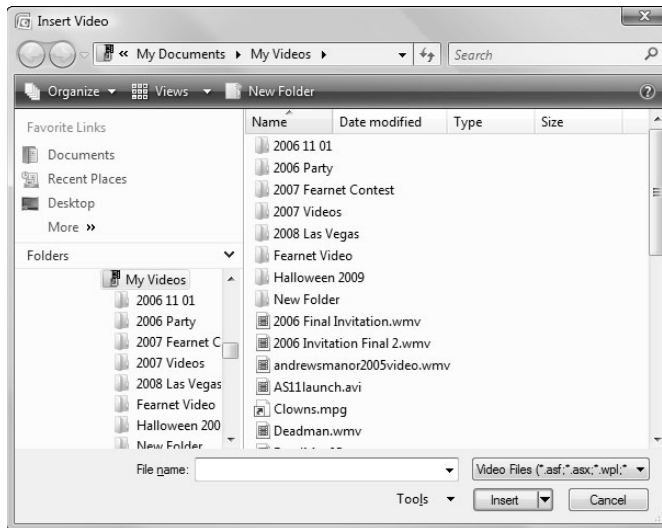 Insert Video
« My Documents ▸ My Videos ▸
Search
Organize Views New Folder
Favorite Links
Documents
Recent Places
Desktop
More »
Folders
My Videos
2006 11 01
2006 Party
2007 Fearnet C
2007 Videos
2008 Las Vegas
Fearnet Video
Halloween 200
New Folder
Name Date modified Type Size
2006 11 01
2006 Party
2007 Fearnet Contest
2007 Videos
2008 Las Vegas
Fearnet Video
Halloween 2009
New Folder
2006 Final Invitation.wmv
2006 Invitation Final 2.wmv
andrewsmanor2005video.wmv
AS11launch.avi
Clowns.mpg
Deadman.wmv
File name:
Video Files (*.asf;*.asx;*.wpl;*
Tools Insert Cancel